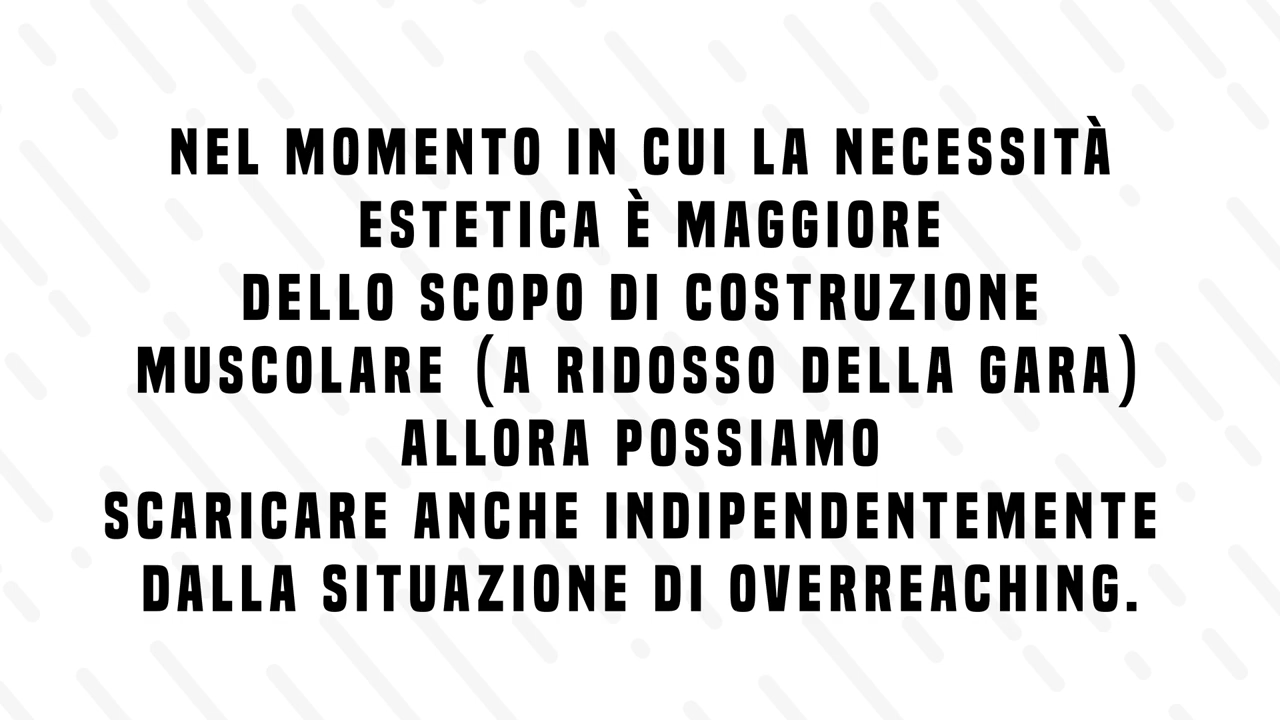 NEL MOMENTO IN CUI LA NECESSITÀ
ESTETICA È MAGGIORE
DELLO SCOPO DI COSTRUZIONE
MUSCOLARE (A RIDOSSO DELLA GARA)
ALLORA POSSIAMO
SCARICARE ANCHE INDIPENDENTEMENTE
DALLA SITUAZIONE DI OVERREACHING.